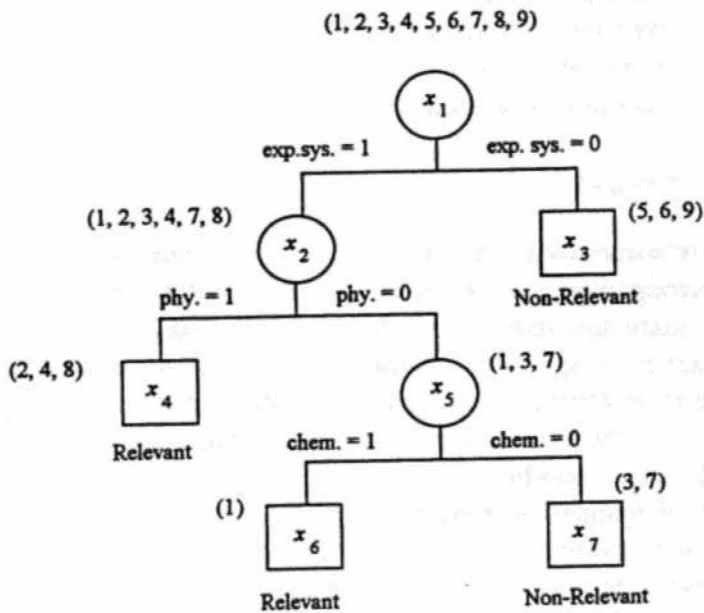 (1, 2, 3, 4, 5, 6, 7, 8, 9)
x1
exp.sys. = 1 exp. sys. = 0
(1, 2, 3, 4, 7, 8)
x2
(5, 6, 9)
x3
Non-Relevant
phy. = 1 phy. = 0
(2, 4, 8)
x4
Relevant
(1, 3, 7)
x5
chem. = 1 chem. = 0
(1)
x6
Relevant
(3, 7)
x7
Non-Relevant